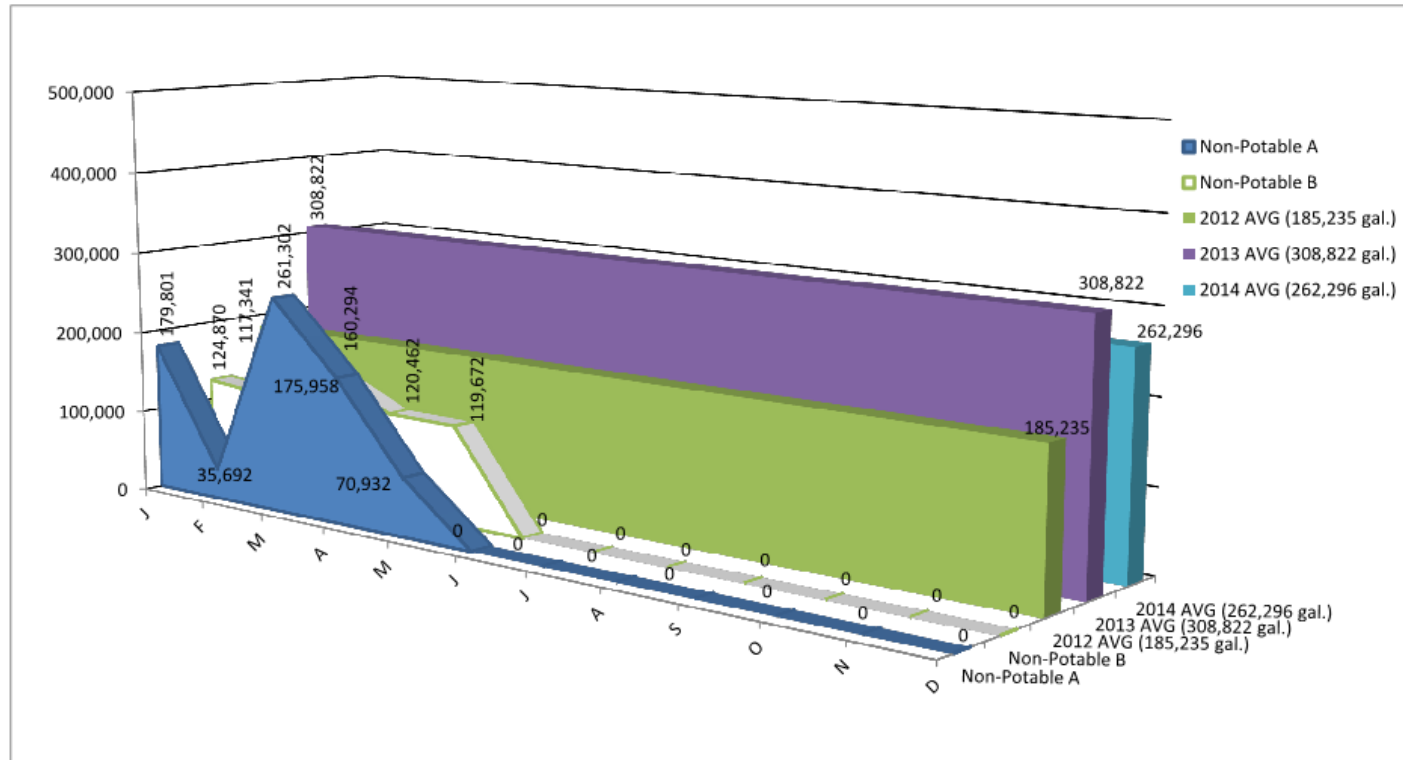 500,000
400,000
300,000
200,000
100,000
0
179,801
35,692
261,302
175,958
70,932
0
0
0
0
0
0
0
124,870
117,341
160,294
120,462
119,672
0
0
0
0
0
0
0
185,235
308,822
308,822
262,296
J
F
M
A
M
J
J
A
S
O
N
D
Non-Potable A
Non-Potable B
2012 AVG (185,235 gal.)
2013 AVG (308,822 gal.)
2014 AVG (262,296 gal.)
Non-Potable A
Non-Potable B
2012 AVG (185,235 gal.)
2013 AVG (308,822 gal.)
2014 AVG (262,296 gal.)